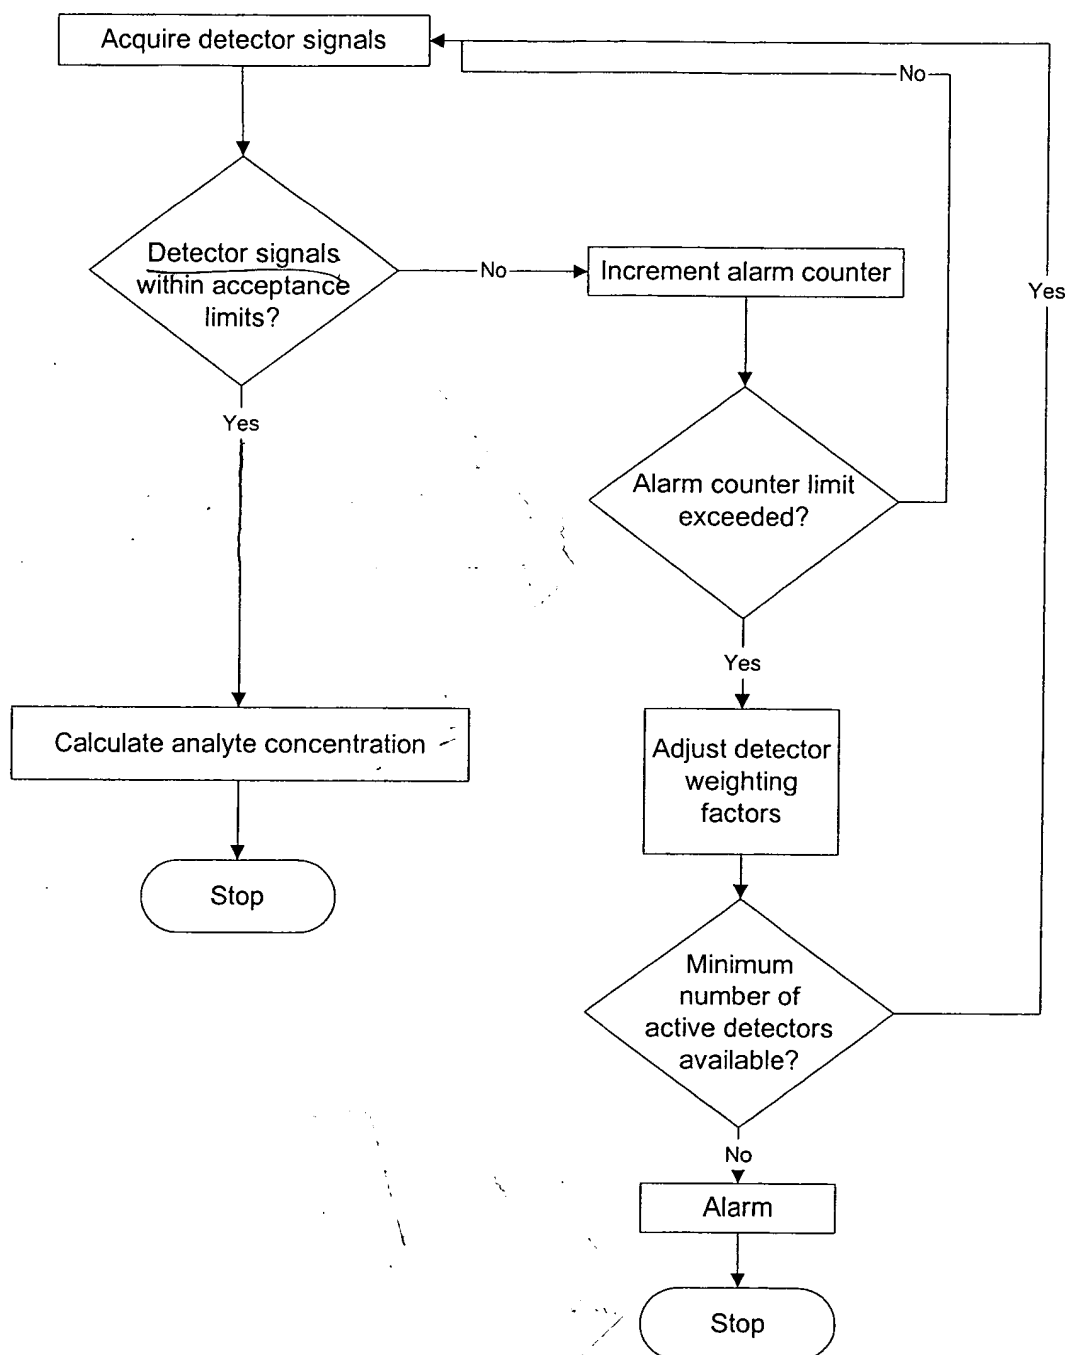 Acquire detector signals
No
Detector signals
within acceptance
limits?
No
Increment alarm counter
Yes
Yes
Alarm counter limit
exceeded?
Yes
Calculate analyte concentration
Adjust detector
weighting
factors
Stop
Minimum
number of
active detectors
available?
No
Alarm
Stop